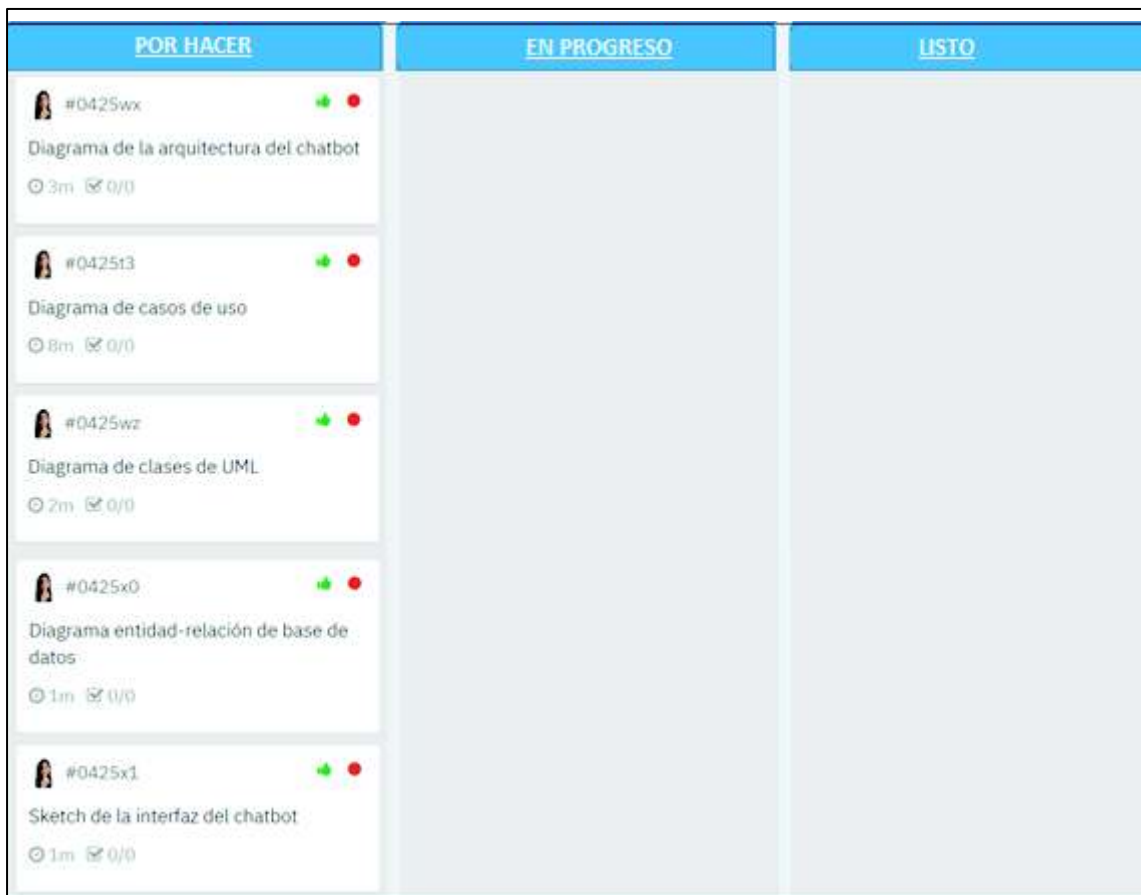 POR HACER
EN PROGRESO
LISTO
#0425wx
Diagrama de la arquitectura del chatbot
3m 0/0
#0425t3
Diagrama de casos de uso
8m 0/0
#0425wz
Diagrama de clases de UML
2m 0/0
#0425x0
Diagrama entidad-relación de base de
datos
1m 0/0
#0425x1
Sketch de la interfaz del chatbot
1m 0/0